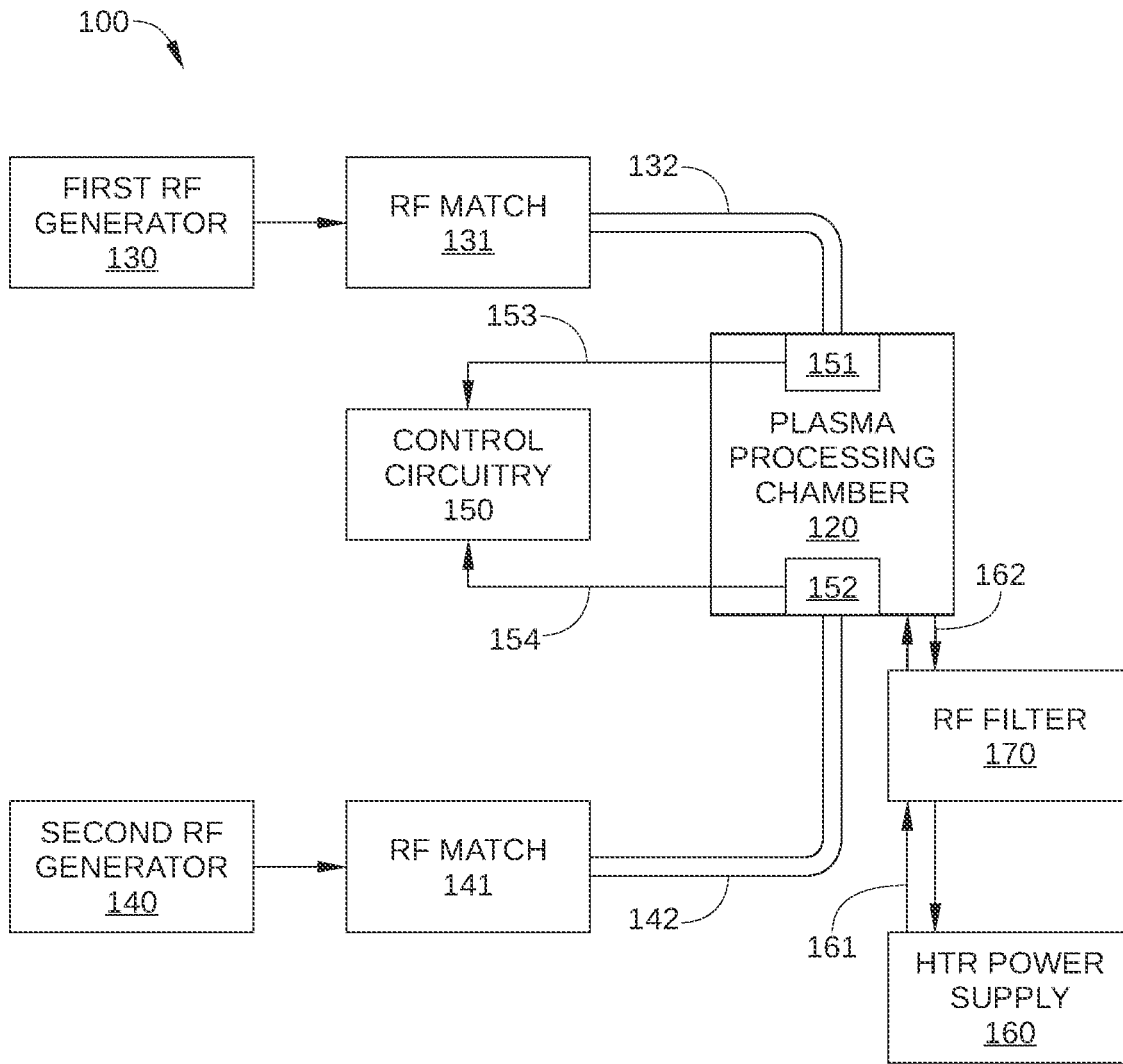 100
132
FIRST RF
GENERATOR
130
RF MATCH
131
153
151
CONTROL
CIRCUITRY
150
PLASMA
PROCESSING
CHAMBER
120
152
162
154
RF FILTER
170
SECOND RF
GENERATOR
140
RF MATCH
141
142
161
HTR POWER
SUPPLY
160